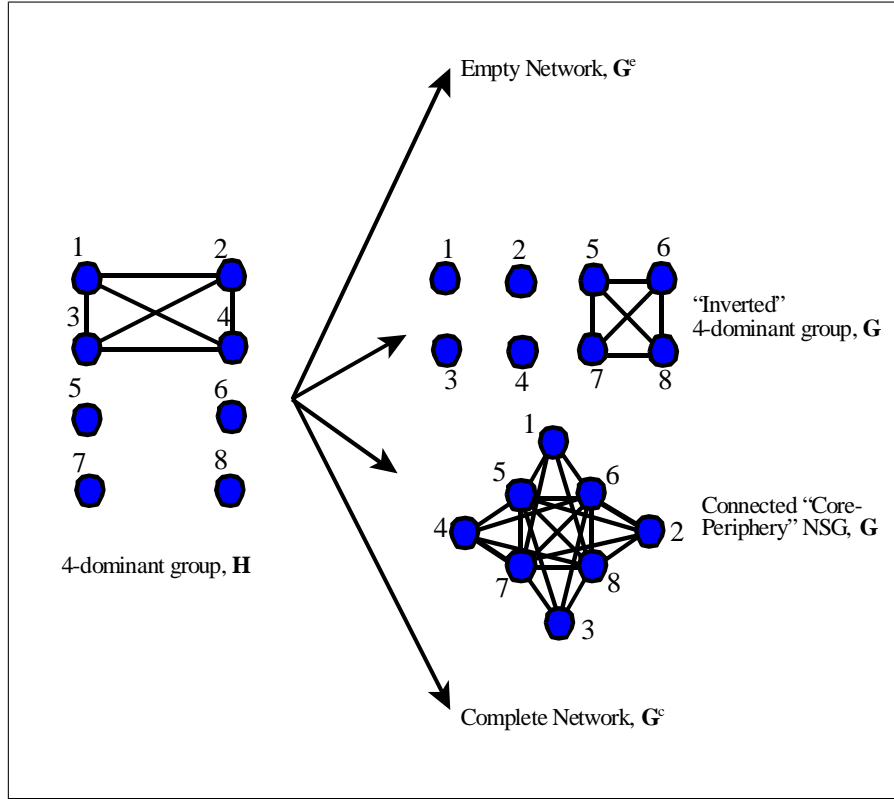 Empty Network, Gᵉ
1 2
3 4
5 6
7 8
4-dominant group, H
1 2 5 6
3 4 7 8
“Inverted”
4-dominant group, G
1
5 6
4 2
7 8
3
Connected “Core-
Periphery” NSG, G
Complete Network, Gᶜ